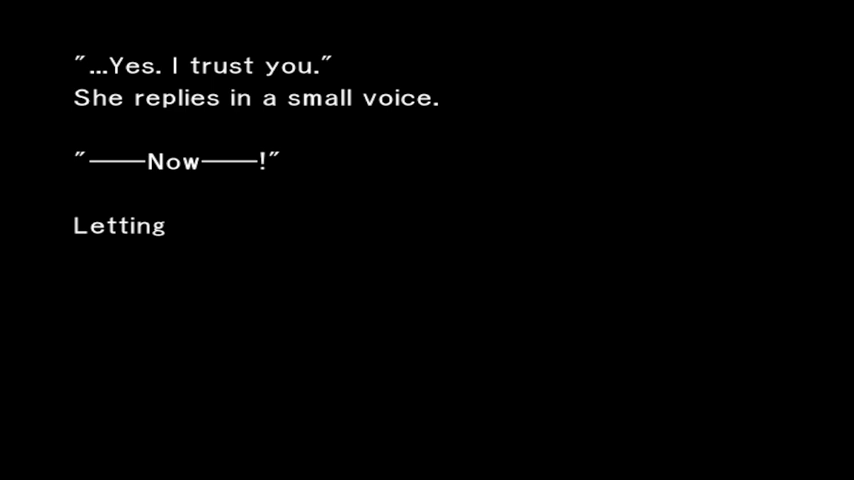 "...Yes. I trust you."
She replies in a small voice.
"───Now───!"
Letting